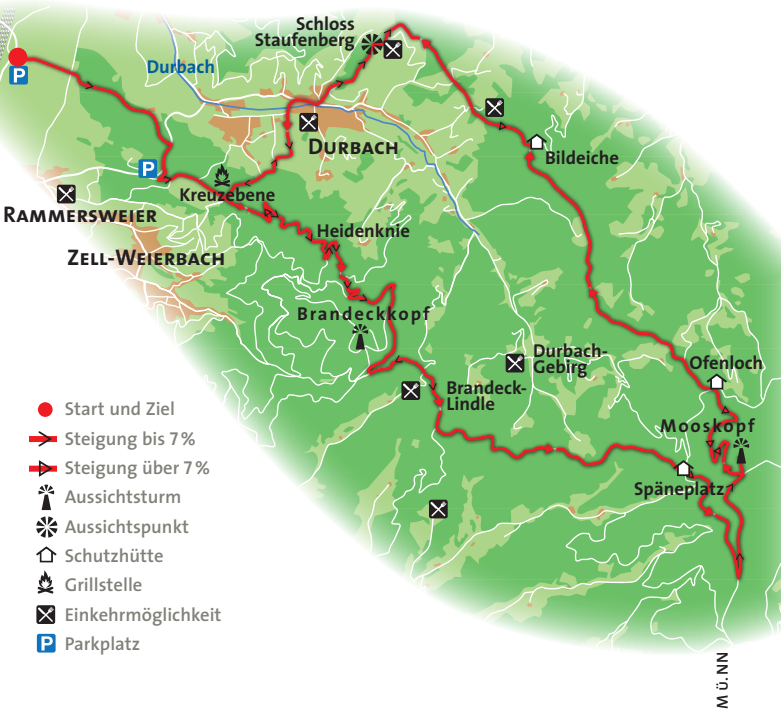 Schloss
Staufenberg
P
Durbach
DURBACH
Bildeiche
P
Kreuzebene
RAMMERSWEIER
Heidenknie
ZELL-WEIERBACH
Brandeckkopf
Durbach-
Gebirg
Ofenloch
Brandeck-
Lindle
Mooskopf
Späneplatz
Start und Ziel
Steigung bis 7 %
Steigung über 7 %
Aussichtsturm
Aussichtspunkt
Schutzhütte
Grillstelle
Einkehrmöglichkeit
P Parkplatz
M Ü.NN